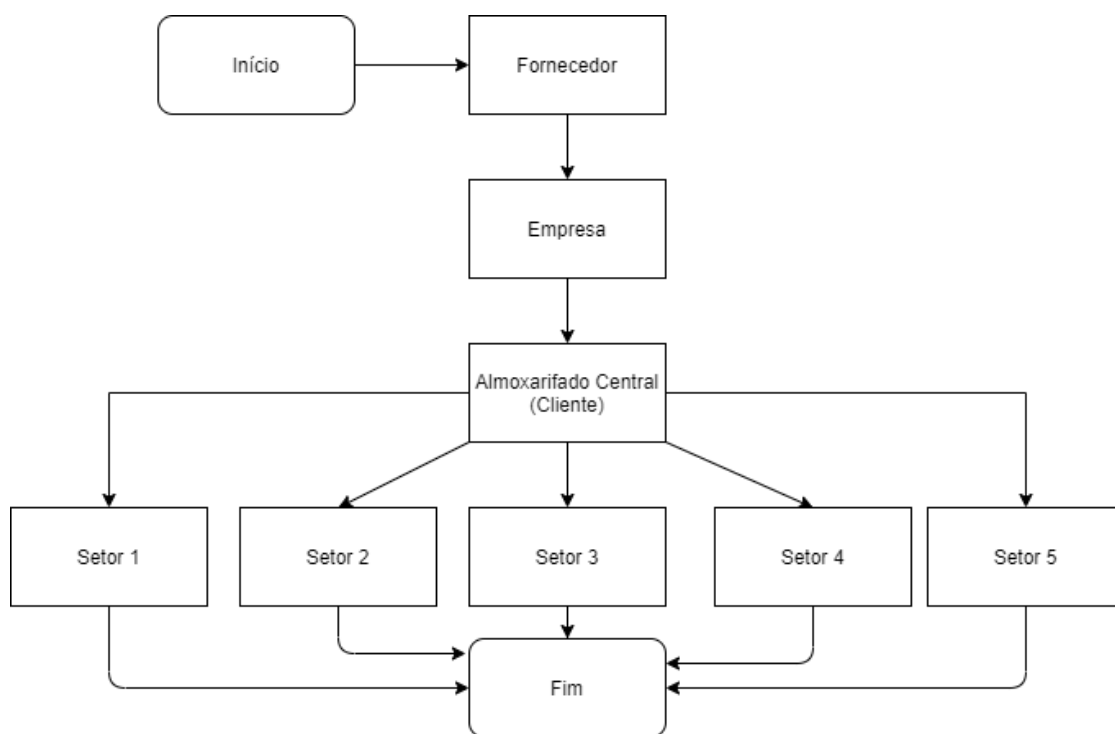 Início
Fornecedor
Empresa
Almoxarifado Central
(Cliente)
Setor 1
Setor 2
Setor 3
Setor 4
Setor 5
Fim